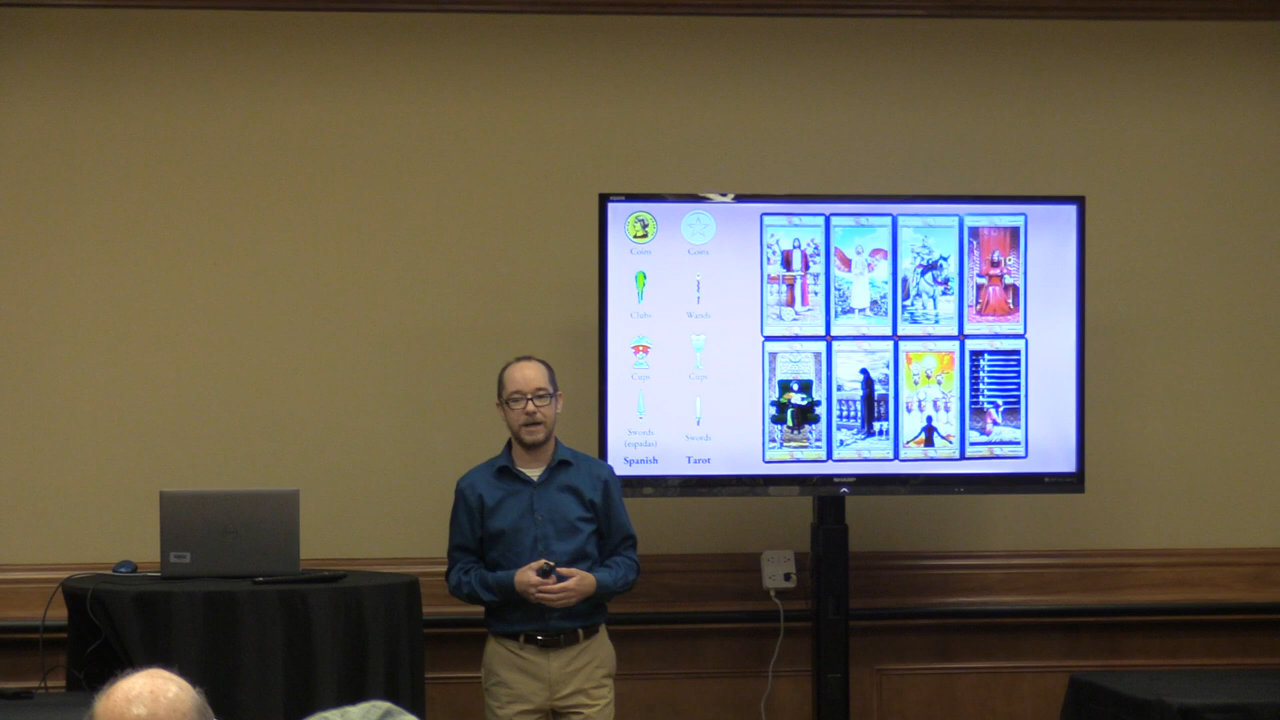 Coins
Coins
Clubs
Wands
Cups
Cups
Swords
(espadas)
Swords
Spanish
Tarot
SHARP